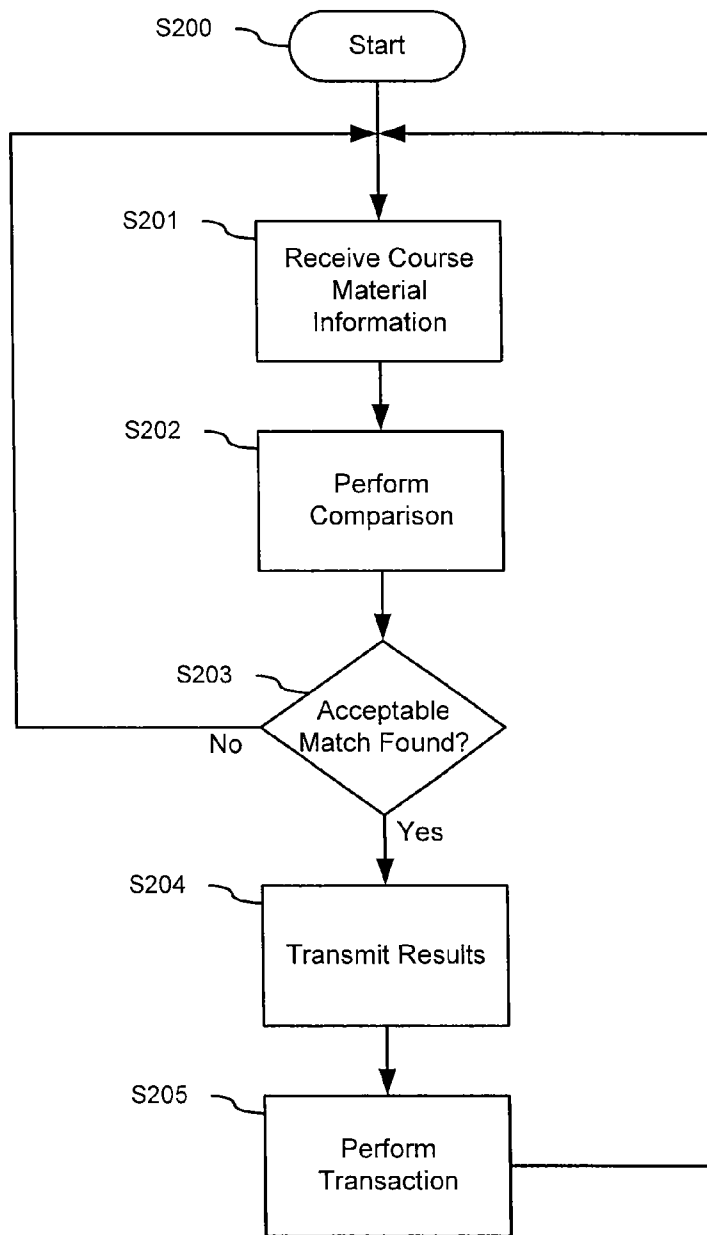 S200
Start
S201
Receive Course
Material
Information
S202
Perform
Comparison
S203
Acceptable
Match Found?
No
Yes
S204
Transmit Results
S205
Perform
Transaction